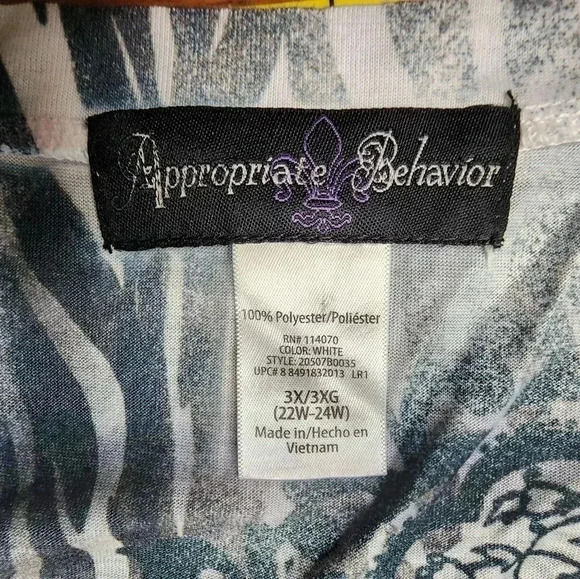 Appropriate Behavior
100% Polyester/Poliéster
RN# 114070
COLOR: WHITE
STYLE: 20507B0035
UPC# 8 8491832013 LR1
3X/3XG
(22W-24W)
Made in/Hecho en
Vietnam